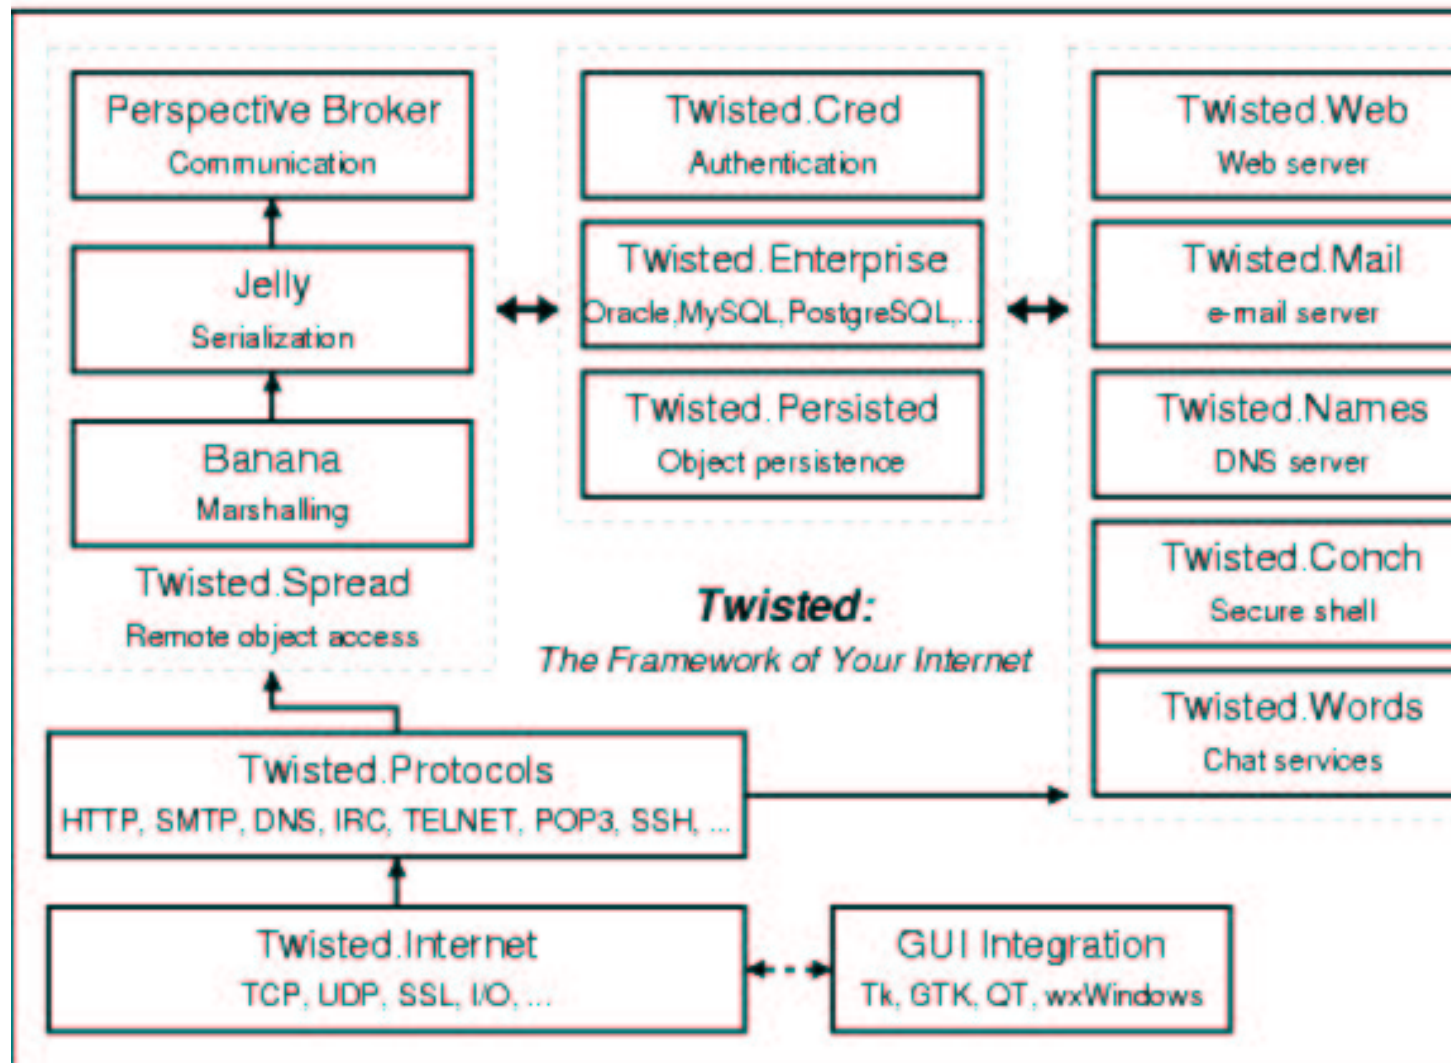 Perspective Broker
Communication
Jelly
Serialization
Banana
Marshalling
Twisted.Spread
Remote object access
Twisted.Cred
Authentication
Twisted.Enterprise
Oracle,MySQL,PostgreSQL,...
Twisted.Persisted
Object persistence
Twisted.Web
Web server
Twisted.Mail
e-mail server
Twisted.Names
DNS server
Twisted.Conch
Secure shell
Twisted.Words
Chat services
Twisted:
The Framework of Your Internet
Twisted.Protocols
HTTP, SMTP, DNS, IRC, TELNET, POP3, SSH, ...
Twisted.Internet
TCP, UDP, SSL, I/O, ...
GUI Integration
Tk, GTK, QT, wxWindows